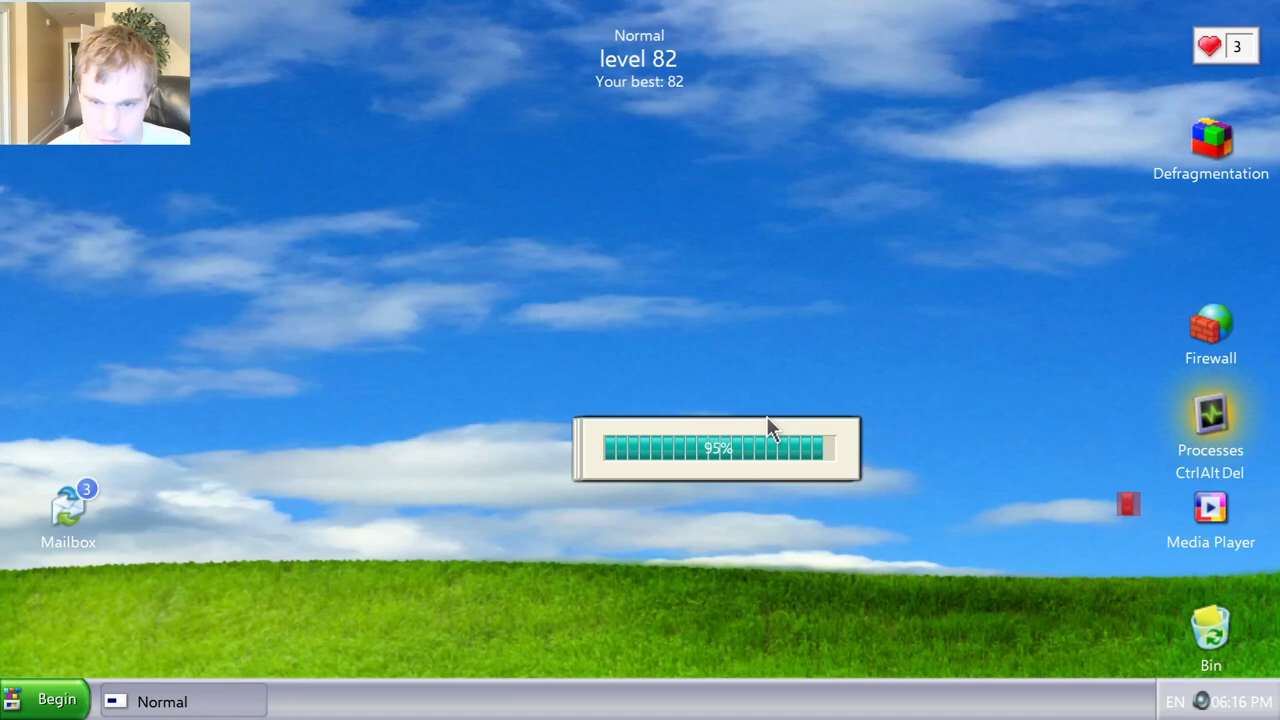 Normal
level 82
Your best: 82
3
Defragmentation
Firewall
Processes
CtrlAltDel
Media Player
Bin
95%
3
Mailbox
Begin
Normal
EN
06:16 PM